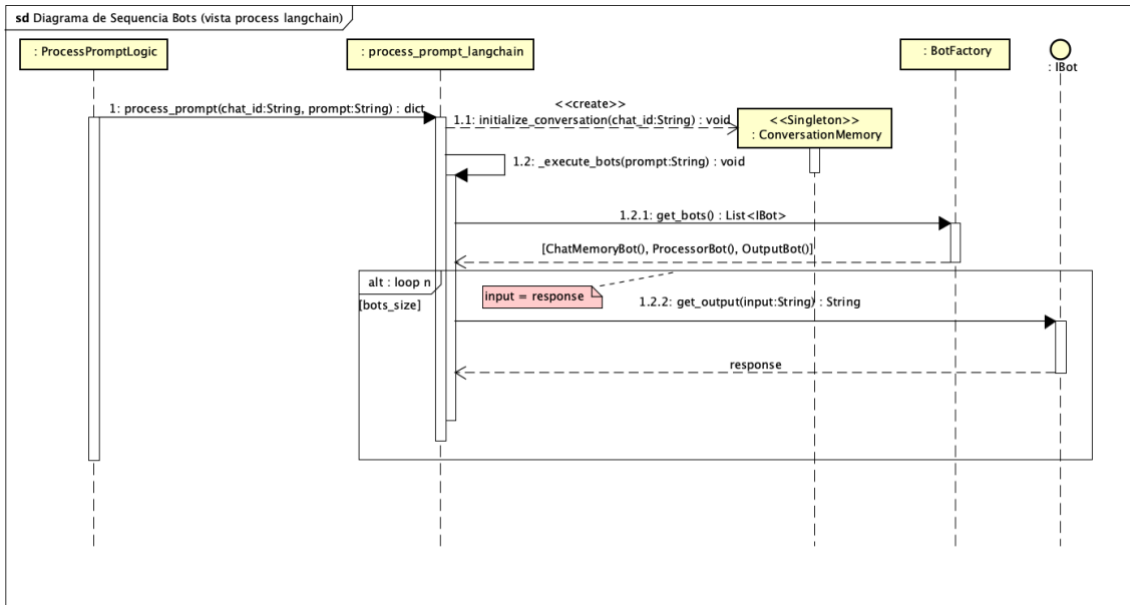 sd Diagrama de Sequencia Bots (vista process langchain)
: ProcessPromptLogic
: process_prompt_langchain
: BotFactory
: IBot
1: process_prompt(chat_id:String, prompt:String) : dict
<<create>>
1.1: initialize_conversation(chat_id:String) : void
<<Singleton>>
: ConversationMemory
1.2: _execute_bots(prompt:String) : void
1.2.1: get_bots() : List<IBot>
[ChatMemoryBot(), ProcessorBot(), OutputBot()]
alt : loop n
[bots_size]
input = response
1.2.2: get_output(input:String) : String
response